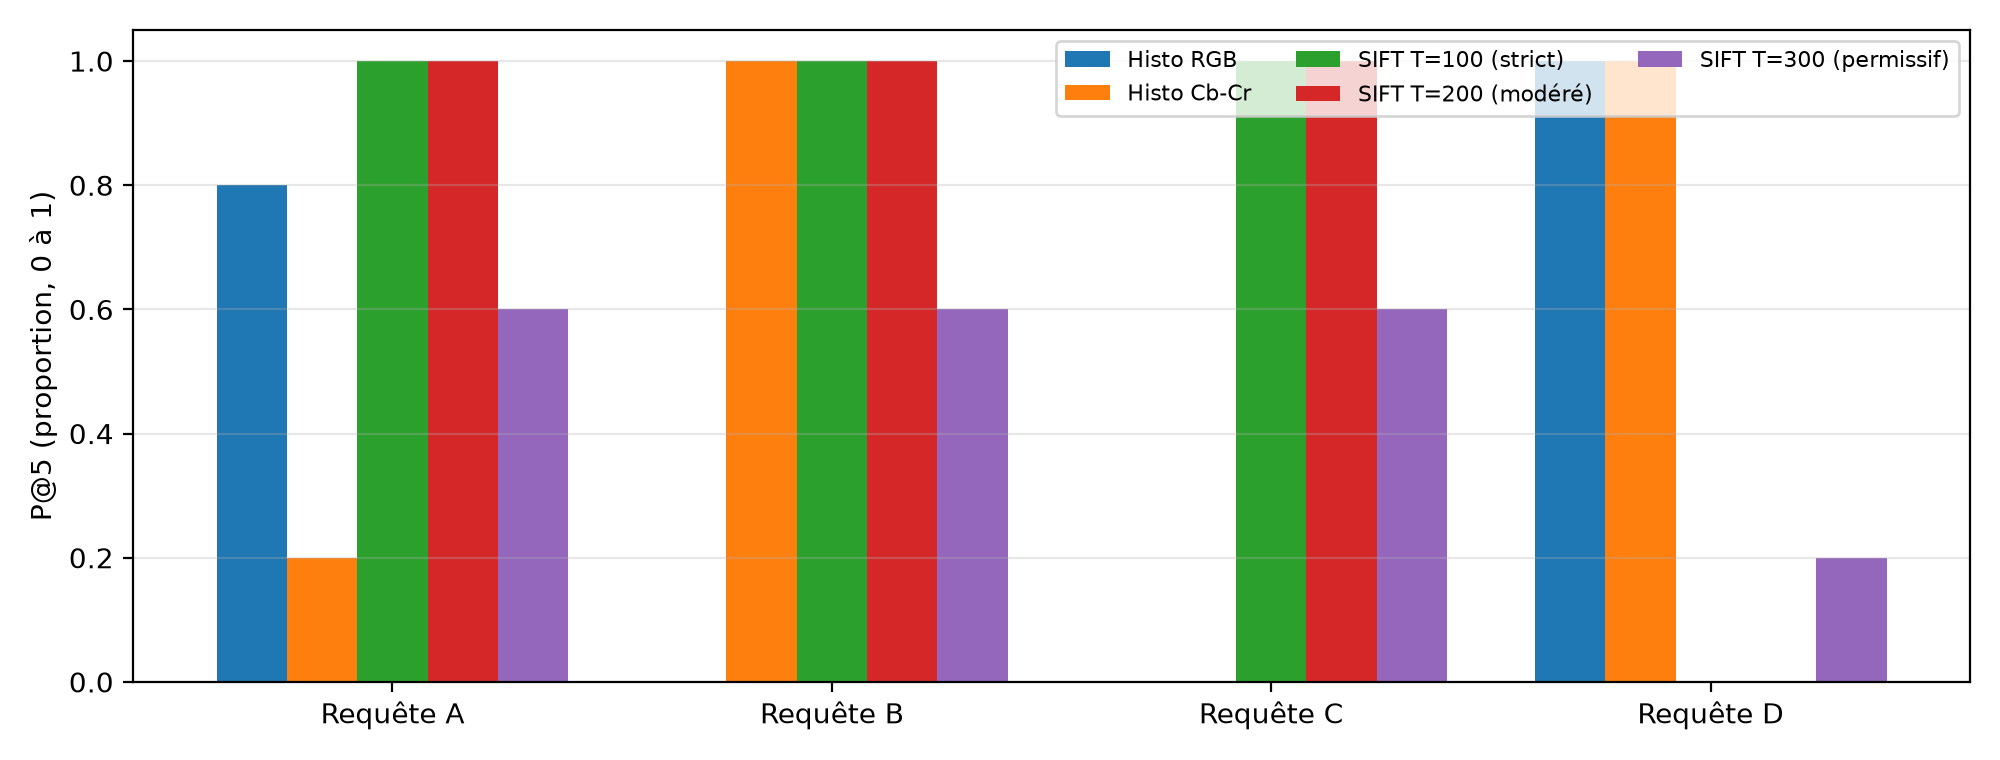 Histo RGB
Histo Cb-Cr
SIFT T=100 (strict)
SIFT T=200 (modéré)
SIFT T=300 (permissif)
P@5 (proportion, 0 à 1)
1.0
0.8
0.6
0.4
0.2
0.0
Requête A
Requête B
Requête C
Requête D